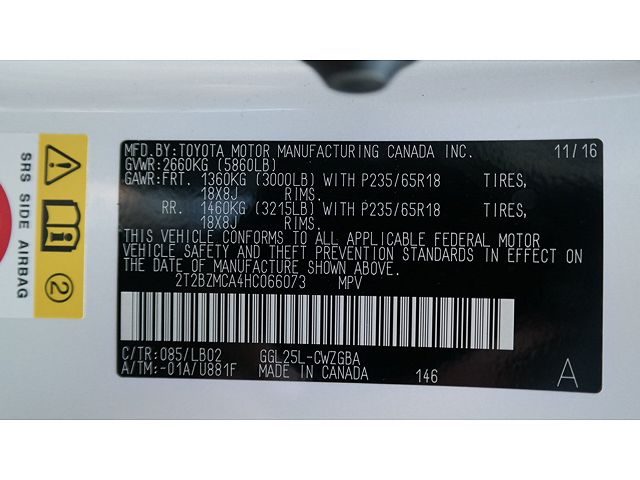 MFD.BY:TOYOTA MOTOR MANUFACTURING CANADA INC. 11/16
GVWR:2660KG (5860LB)
GAWR:FRT. 1360KG (3000LB) WITH P235/65R18 TIRES,
18X8J RIMS.
RR. 1460KG (3215LB) WITH P235/65R18 TIRES,
18X8J RIMS.
THIS VEHICLE CONFORMS TO ALL APPLICABLE FEDERAL MOTOR
VEHICLE SAFETY AND THEFT PREVENTION STANDARDS IN EFFECT ON THE
DATE OF MANUFACTURE SHOWN ABOVE.
2T2BZMCA4HC066073 MPV
C/TR:085/LB02 GGL25L-CWZGBA
A/TM:-01A/U881F MADE IN CANADA 146 A
SRS SIDE AIRBAG
2